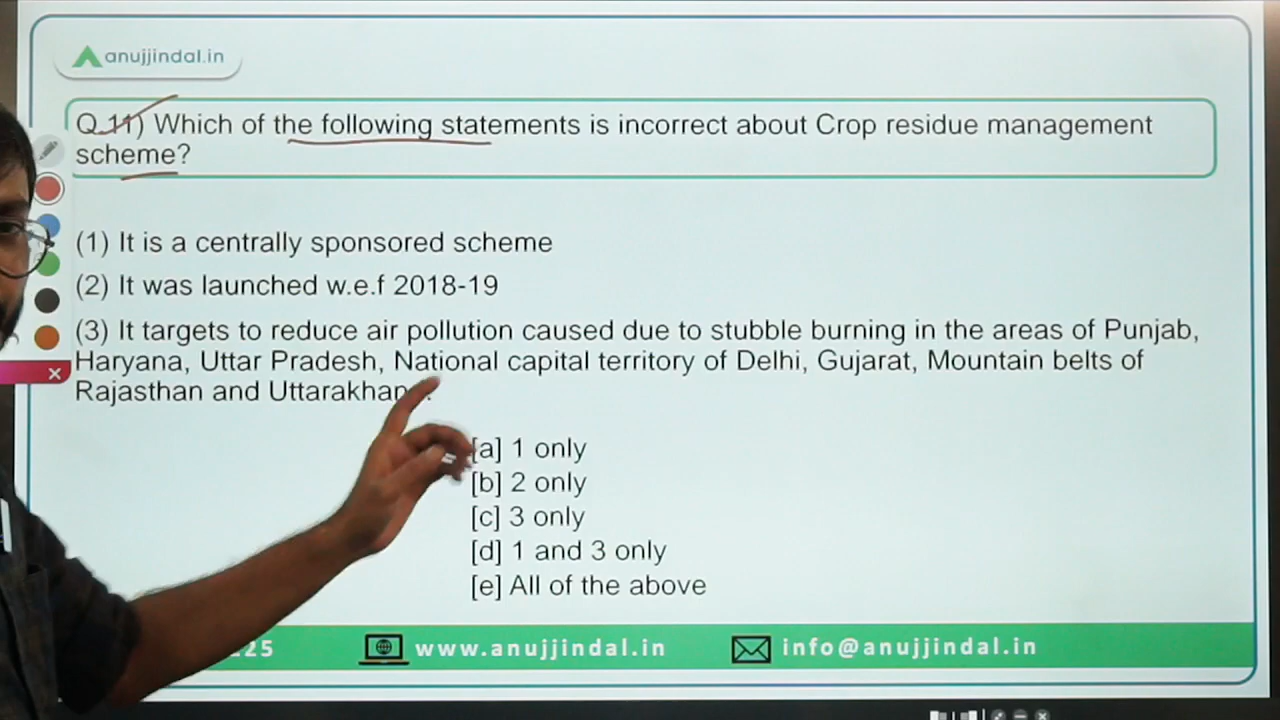 anujjindal.in
Q.11) Which of the following statements is incorrect about Crop residue management
scheme?
(1) It is a centrally sponsored scheme
(2) It was launched w.e.f 2018-19
(3) It targets to reduce air pollution caused due to stubble burning in the areas of Punjab,
Haryana, Uttar Pradesh, National capital territory of Delhi, Gujarat, Mountain belts of
Rajasthan and
[a] 1 only
[b] 2 only
[c] 3 only
[d] 1 and 3 only
[e] All of the above
www.anujjindal.in
info@anujjindal.in